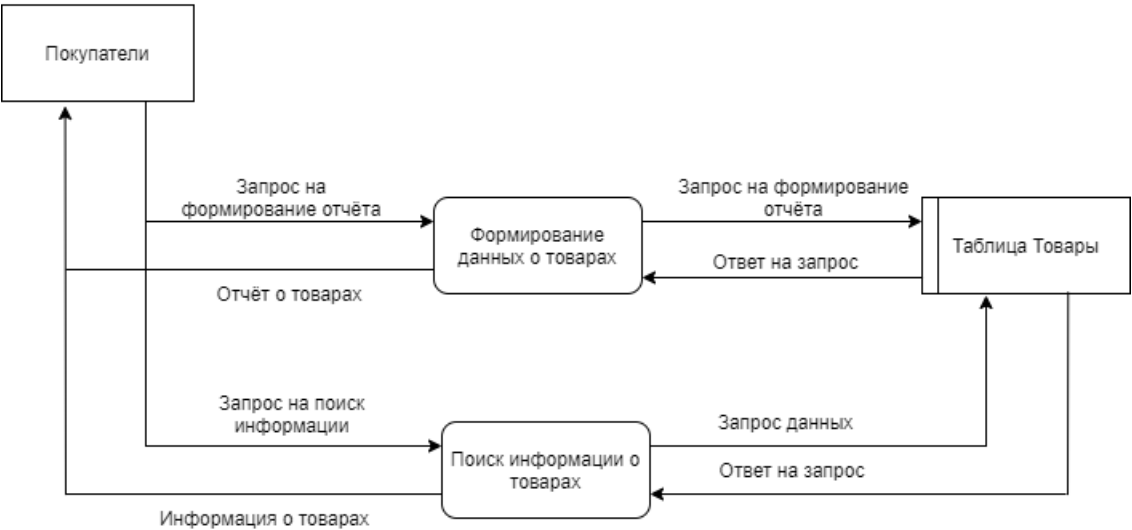 Покупатели
Запрос на
формирование отчёта
Запрос на формирование
отчёта
Формирование
данных о товарах
Таблица Товары
Ответ на запрос
Отчёт о товарах
Запрос на поиск
информации
Запрос данных
Поиск информации о
товарах
Ответ на запрос
Информация о товарах